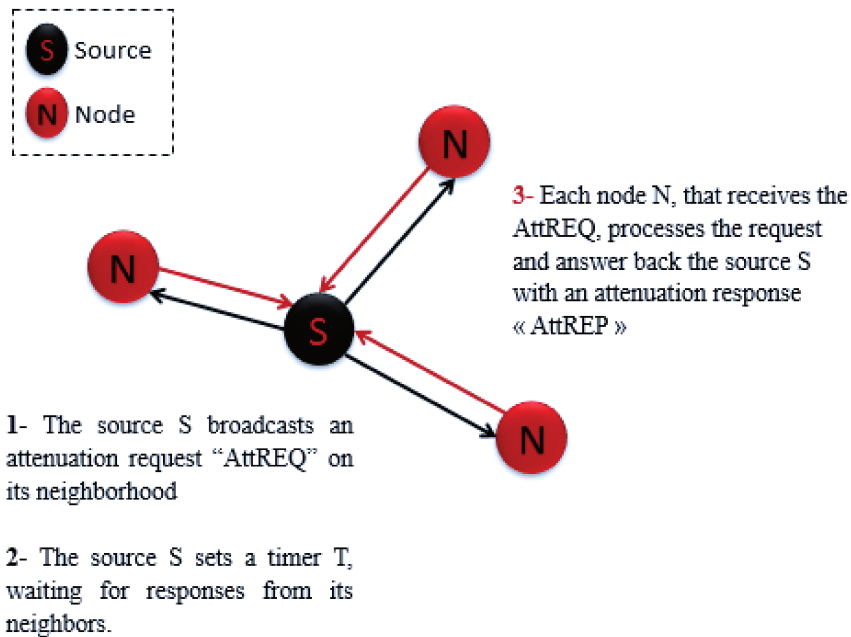 S Source
N Node
N
3- Each node N, that receives the
AttREQ, processes the request
and answer back the source S
with an attenuation response
« AttREP »
N
S
N
1- The source S broadcasts an
attenuation request “AttREQ” on
its neighborhood
2- The source S sets a timer T,
waiting for responses from its
neighbors.